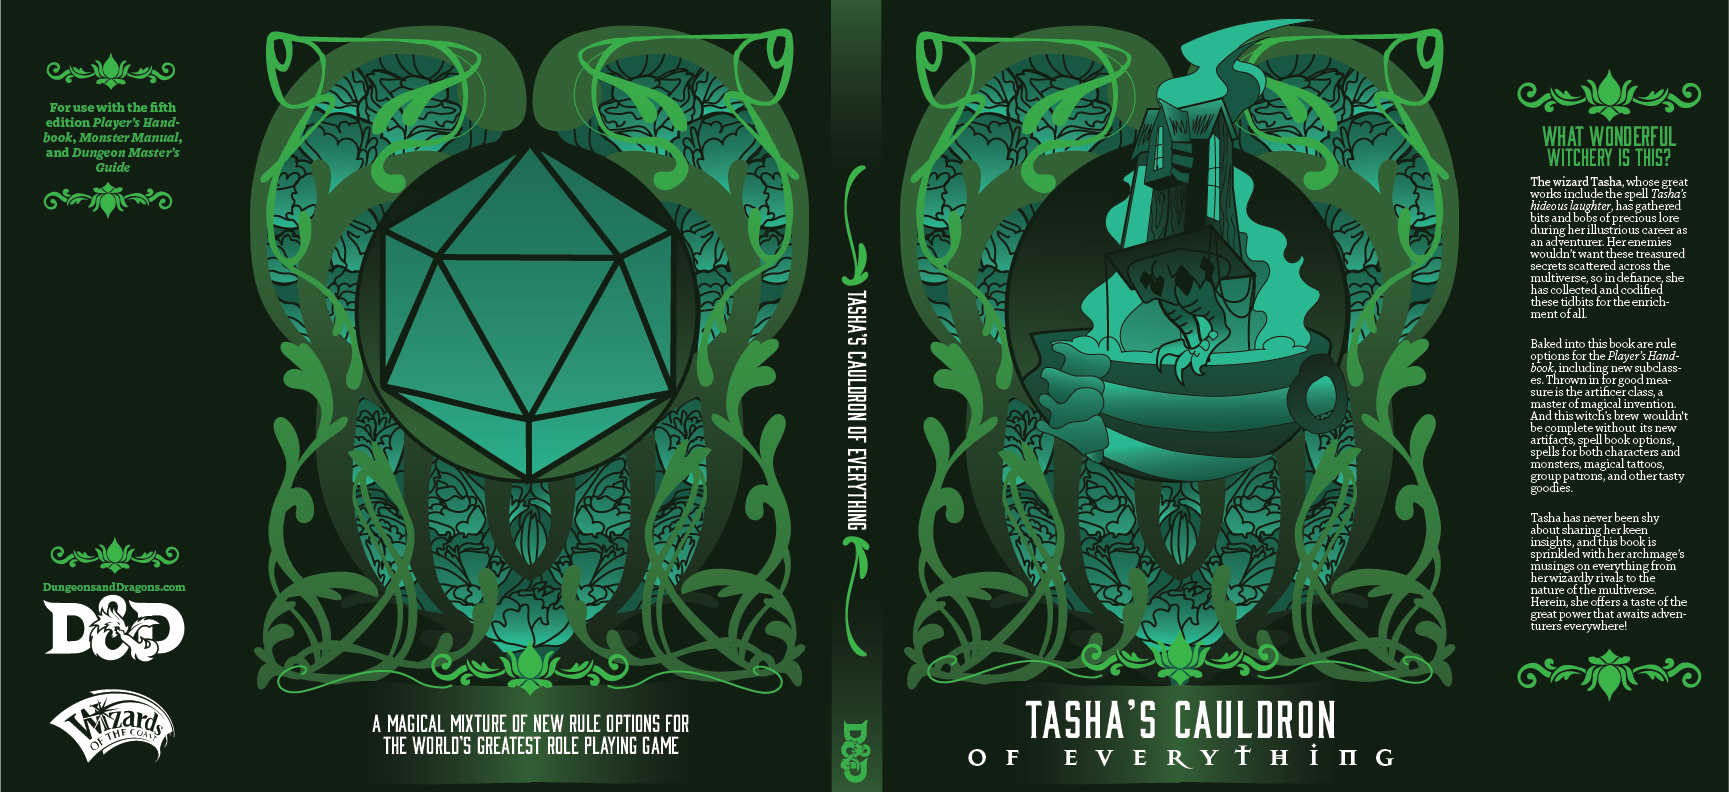 For use with the fifth
edition Player's Hand-
book, Monster Manual,
and Dungeon Master's
Guide
DungeonsandDragons.com
D&D
Wizards
OF THE COAST
A MAGICAL MIXTURE OF NEW RULE OPTIONS FOR
THE WORLD'S GREATEST ROLE PLAYING GAME
TASHA'S CAULDRON OF EVERYTHING
D&D
TASHA'S CAULDRON
OF EVERYTHING
WHAT WONDERFUL
WITCHERY IS THIS?
The wizard Tasha, whose great
works include the spell Tasha's
hideous laughter, has gathered
bits and bobs of precious lore
during her illustrious career as
an adventurer. Her enemies
wouldn't want these treasured
secrets scattered across the
multiverse, so in defiance, she
has collected and codified
these tidbits for the enrich-
ment of all.
Baked into this book are rule
options for the Player's Hand-
book, including new subclass-
es. Thrown in for good mea-
sure is the artificer class, a
master of magical invention.
And this witch's brew wouldn't
be complete without its new
artifacts, spell book options,
spells for both characters and
monsters, magical tattoos,
group patrons, and other tasty
goodies.
Tasha has never been shy
about sharing her keen
insights, and this book is
sprinkled with her archmage's
musings on everything from
her wizardly rivals to the
nature of the multiverse.
Herein, she offers a taste of the
great power that awaits adven-
turers everywhere!